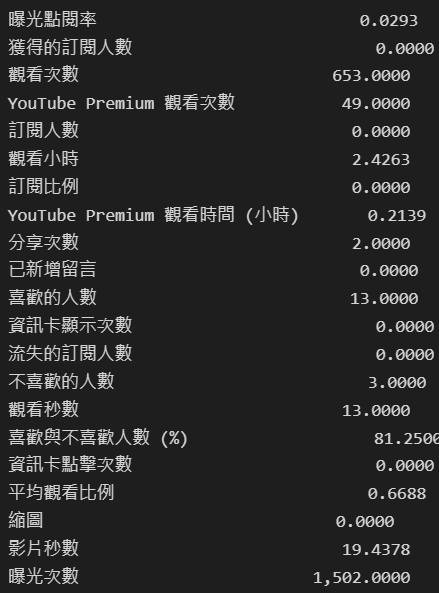 曝光點閱率 0.0293
獲得的訂閱人數 0.0000
觀看次數 653.0000
YouTube Premium 觀看次數 49.0000
訂閱人數 0.0000
觀看小時 2.4263
訂閱比例 0.0000
YouTube Premium 觀看時間 (小時) 0.2139
分享次數 2.0000
已新增留言 0.0000
喜歡的人數 13.0000
資訊卡顯示次數 0.0000
流失的訂閱人數 0.0000
不喜歡的人數 3.0000
觀看秒數 13.0000
喜歡與不喜歡人數 (%) 81.2500
資訊卡點擊次數 0.0000
平均觀看比例 0.6688
縮圖 0.0000
影片秒數 19.4378
曝光次數 1,502.0000